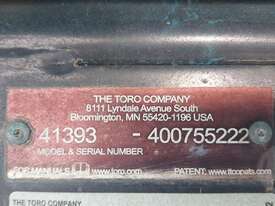 THE TORO COMPANY
8111 Lyndale Avenue South
Bloomington, MN 55420-1196 USA
41393 - 400755222
MODEL & SERIAL NUMBER
FOR MANUALS www.toro.com PATENT: www.ttcopats.com
THE TORO COMPANY